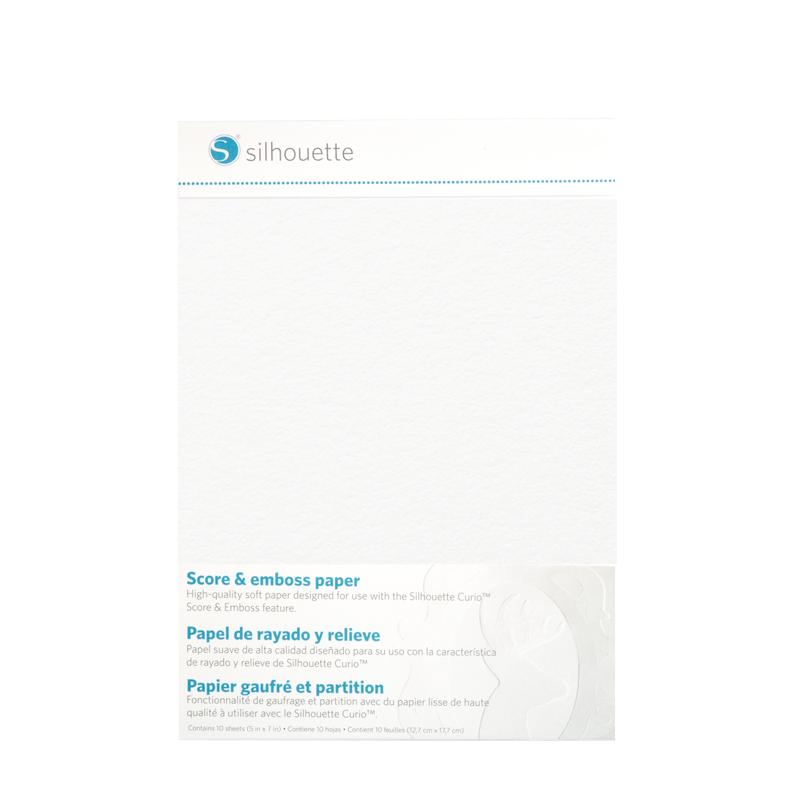 S® silhouette
Score & emboss paper
High-quality soft paper designed for use with the Silhouette Curio™
Score & Emboss feature.
Papel de rayado y relieve
Papel suave de alta calidad diseñado para su uso con la característica
de rayado y relieve de Silhouette Curio™
Papier gaufré et partition
Fonctionnalité de gaufrage et partition avec du papier lisse de haute
qualité à utiliser avec le Silhouette Curio™.
Contains 10 sheets (5 in x 7 in) • Contiene 10 hojas • Contient 10 feuilles (12,7 cm x 17,7 cm)